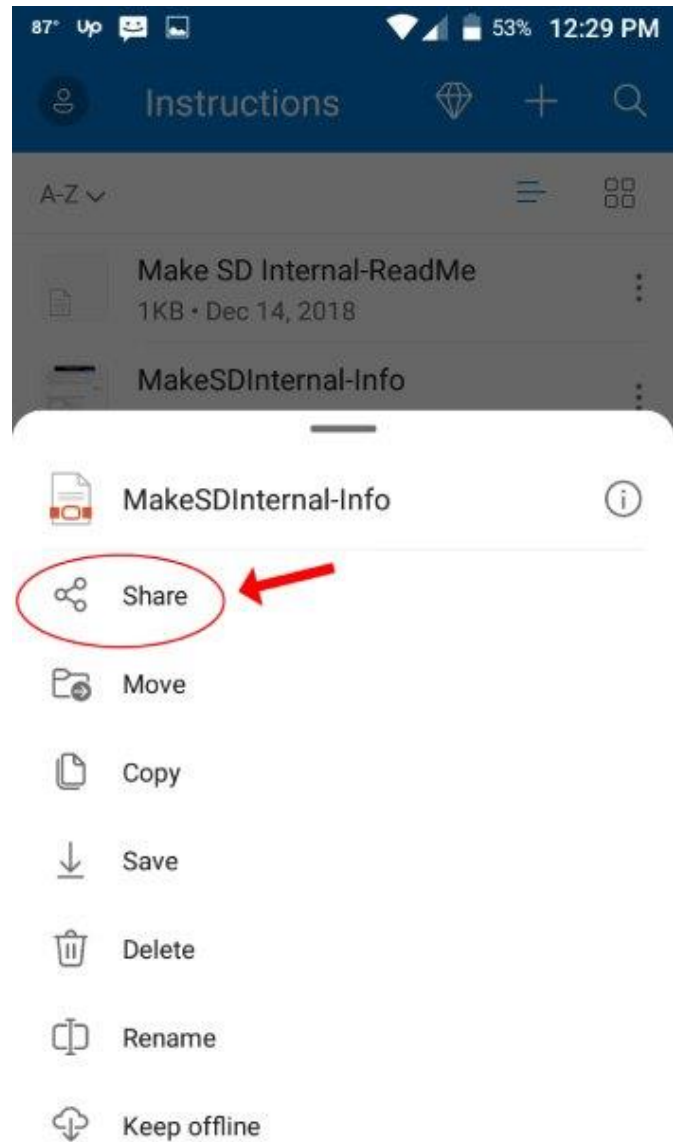 87° Up 53% 12:29 PM
Instructions
A-Z
Make SD Internal-ReadMe
1KB • Dec 14, 2018
MakeSDInternal-Info
MakeSDInternal-Info
Share
Move
Copy
Save
Delete
Rename
Keep offline